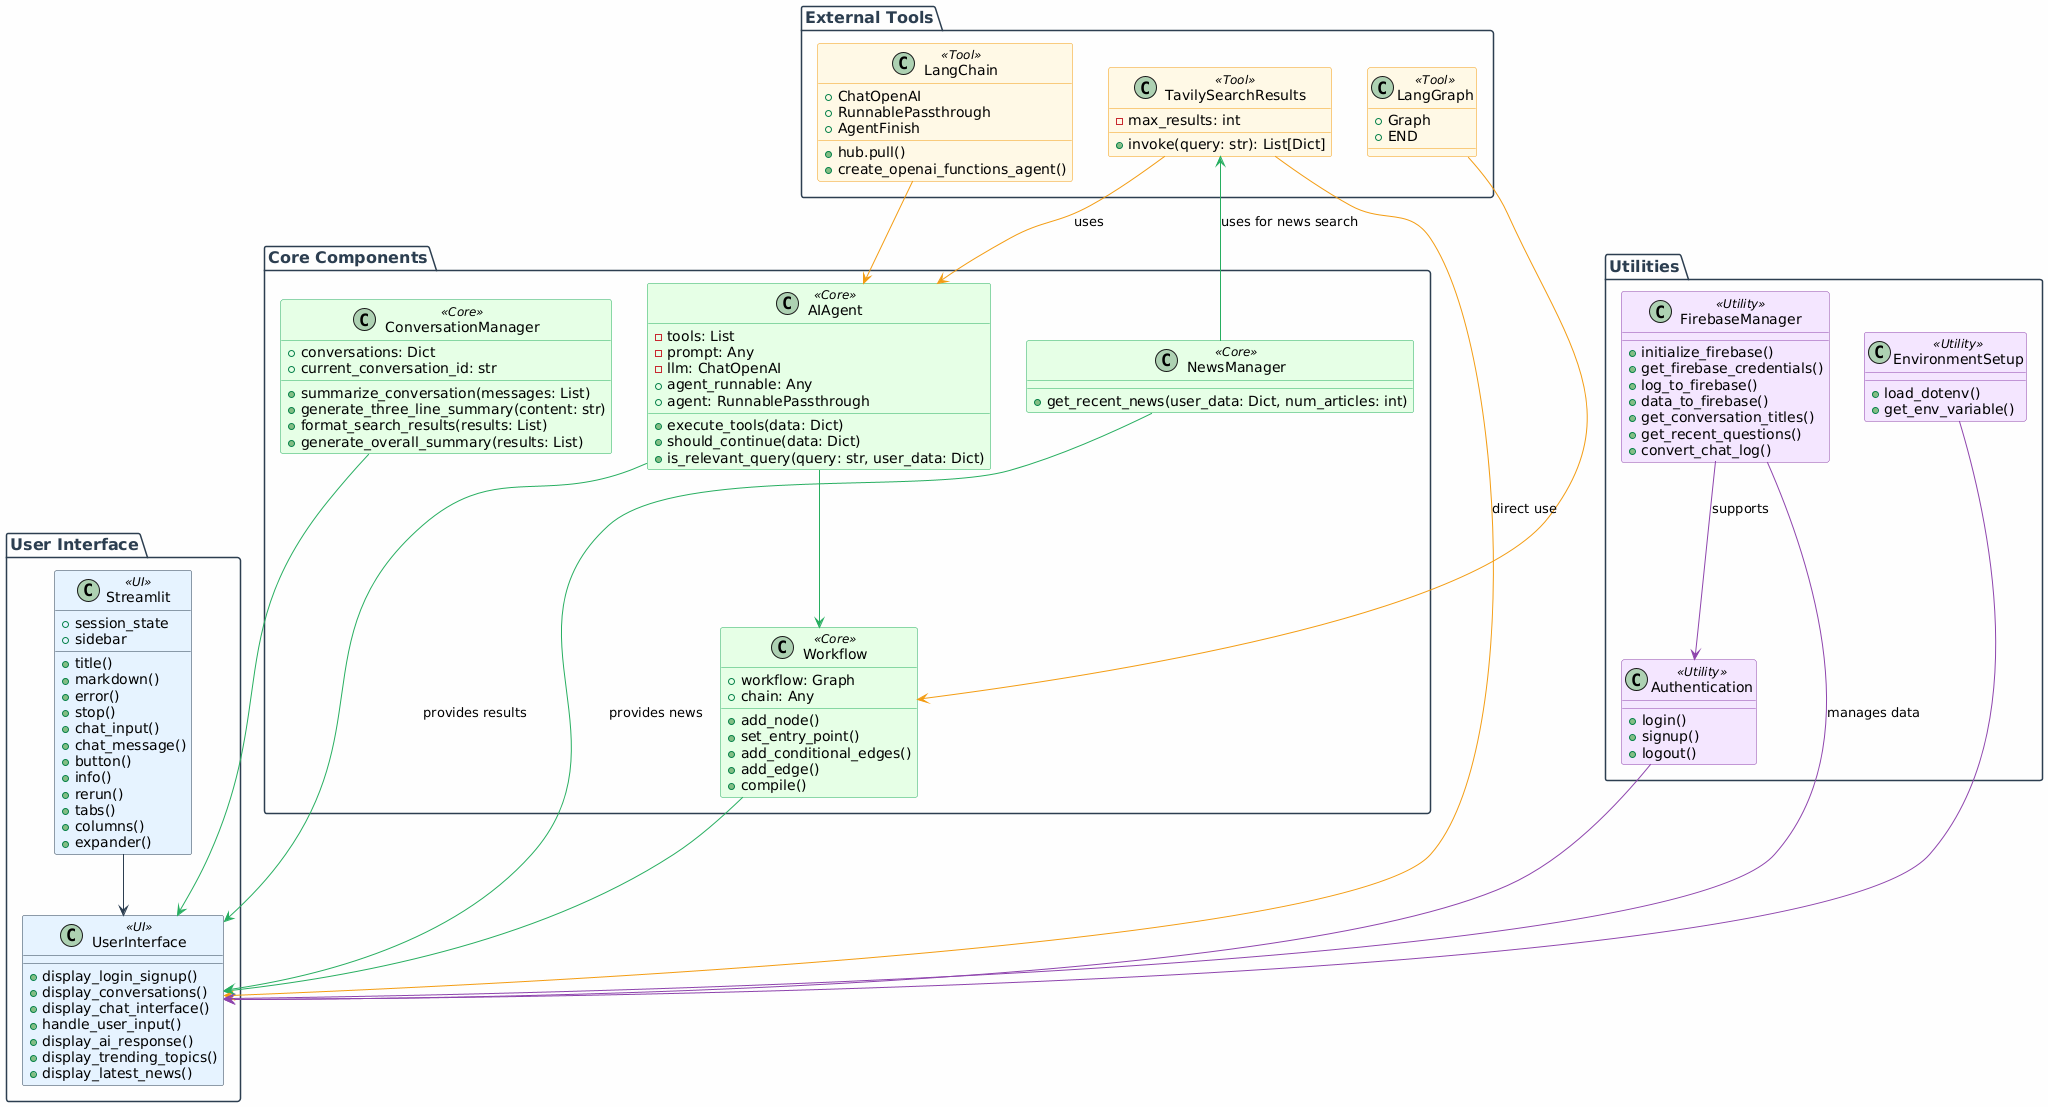 External Tools
C
«Tool»
LangChain
ChatOpenAI
RunnablePassthrough
AgentFinish
hub.pull()
create_openai_functions_agent()
C
«Tool»
TavilySearchResults
max_results: int
invoke(query: str): List[Dict]
C
«Tool»
LangGraph
Graph
END
uses
uses for news search
Core Components
C
«Core»
ConversationManager
conversations: Dict
current_conversation_id: str
summarize_conversation(messages: List)
generate_three_line_summary(content: str)
format_search_results(results: List)
generate_overall_summary(results: List)
C
«Core»
AIAgent
tools: List
prompt: Any
llm: ChatOpenAI
agent_runnable: Any
agent: RunnablePassthrough
execute_tools(data: Dict)
should_continue(data: Dict)
is_relevant_query(query: str, user_data: Dict)
C
«Core»
NewsManager
get_recent_news(user_data: Dict, num_articles: int)
direct use
Utilities
C
«Utility»
FirebaseManager
initialize_firebase()
get_firebase_credentials()
log_to_firebase()
data_to_firebase()
get_conversation_titles()
get_recent_questions()
convert_chat_log()
C
«Utility»
EnvironmentSetup
load_dotenv()
get_env_variable()
supports
C
«Utility»
Authentication
login()
signup()
logout()
manages data
User Interface
C
«UI»
Streamlit
session_state
sidebar
title()
markdown()
error()
stop()
chat_input()
chat_message()
button()
info()
rerun()
tabs()
columns()
expander()
provides results
provides news
C
«Core»
Workflow
workflow: Graph
chain: Any
add_node()
set_entry_point()
add_conditional_edges()
add_edge()
compile()
C
«UI»
UserInterface
display_login_signup()
display_conversations()
display_chat_interface()
handle_user_input()
display_ai_response()
display_trending_topics()
display_latest_news()